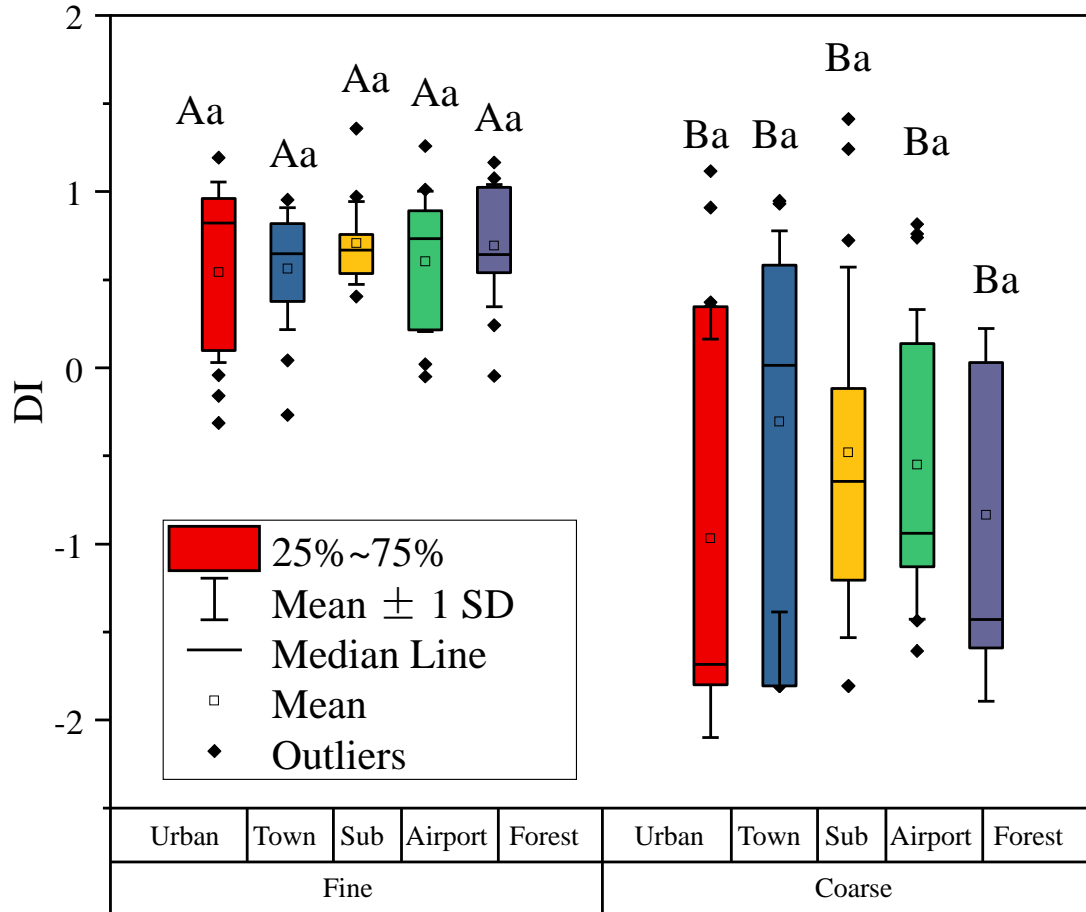 2
1
0
-1
-2
DI
Aa
Aa
Aa
Aa
Aa
Ba
Ba
Ba
Ba
Ba
25%~75%
Mean ± 1 SD
Median Line
Mean
Outliers
Urban Town Sub Airport Forest Urban Town Sub Airport Forest
Fine Coarse